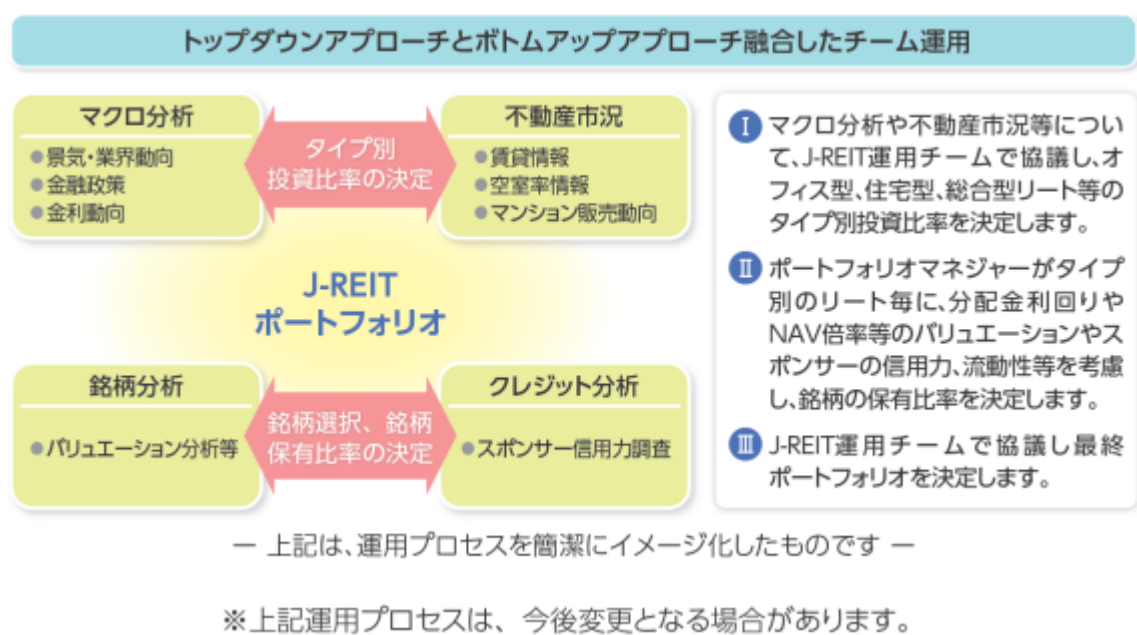 トップダウンアプローチとボトムアップアプローチ融合したチーム運用
マクロ分析
●景気・業界動向
●金融政策
●金利動向
タイプ別
投資比率の決定
不動産市況
●賃貸情報
●空室率情報
●マンション販売動向
J-REIT
ポートフォリオ
銘柄分析
●バリュエーション分析等
銘柄選択、銘柄
保有比率の決定
クレジット分析
●スポンサー信用力調査
Ⅰ マクロ分析や不動産市況等につい
て、J-REIT運用チームで協議し、オ
フィス型、住宅型、総合型リート等の
タイプ別投資比率を決定します。
Ⅱ ポートフォリオマネジャーがタイプ
別のリート毎に、分配金利回りや
NAV倍率等のバリュエーションやス
ポンサーの信用力、流動性等を考慮
し、銘柄の保有比率を決定します。
Ⅲ J-REIT運用チームで協議し最終
ポートフォリオを決定します。
ー 上記は、運用プロセスを簡潔にイメージ化したものです ー
※上記運用プロセスは、今後変更となる場合があります。